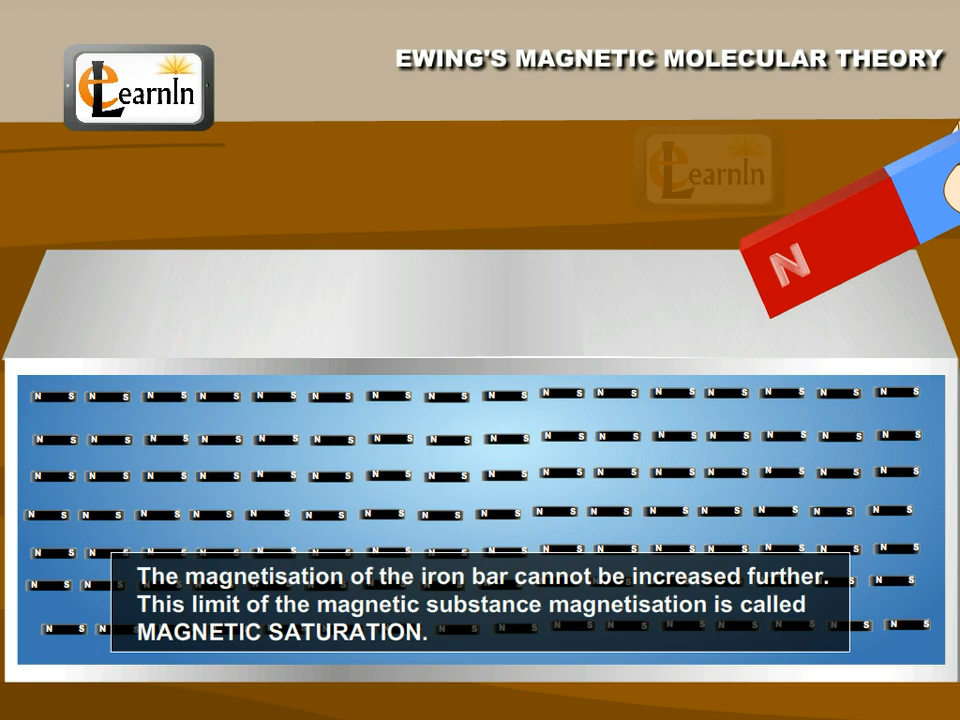 EWING'S MAGNETIC MOLECULAR THEORY
eLearnIn
eLearnIn
N
N S N S N S N S N S N S N S N S N S N S N S N S N S N S N S N S
N S N S N S N S N S N S N S N S N S N S N S N S N S N S N S N S
N S N S N S N S N S N S N S N S N S N S N S N S N S N S N S N S
N S N S N S N S N S N S N S N S N S N S N S N S N S N S N S N S
N S N S N S N S N S N S N S N S N S N S N S N S N S N S N S N S
The magnetisation of the iron bar cannot be increased further.
This limit of the magnetic substance magnetisation is called
MAGNETIC SATURATION.